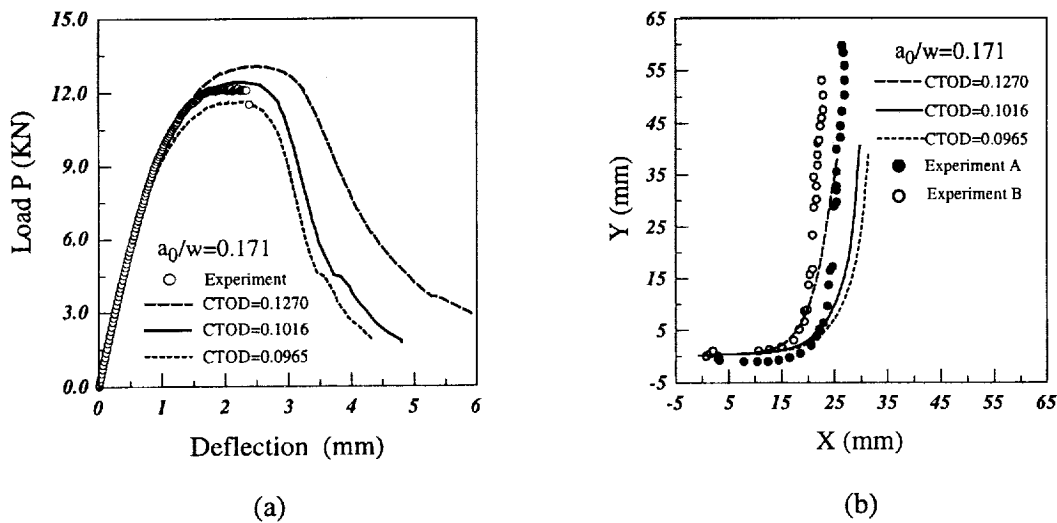 15.0
12.0
9.0
6.0
3.0
0.0
Load P (KN)
a0/w=0.171
Experiment
CTOD=0.1270
CTOD=0.1016
CTOD=0.0965
0 1 2 3 4 5 6
Deflection (mm)
(a)
65
55
45
35
25
15
5
-5
Y (mm)
a0/w=0.171
CTOD=0.1270
CTOD=0.1016
CTOD=0.0965
Experiment A
Experiment B
-5 5 15 25 35 45 55 65
X (mm)
(b)